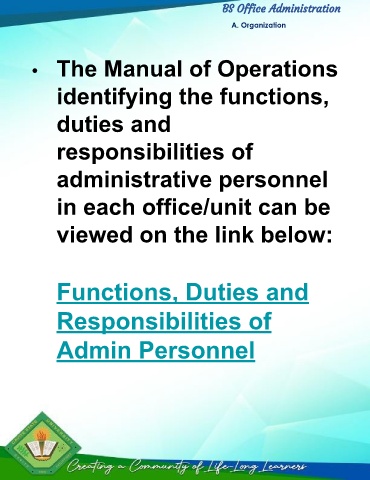 BS Office Administration
A. Organization
• The Manual of Operations
identifying the functions,
duties and
responsibilities of
administrative personnel
in each office/unit can be
viewed on the link below:
Functions, Duties and
Responsibilities of
Admin Personnel
Creating a Community of Life-Long Learners